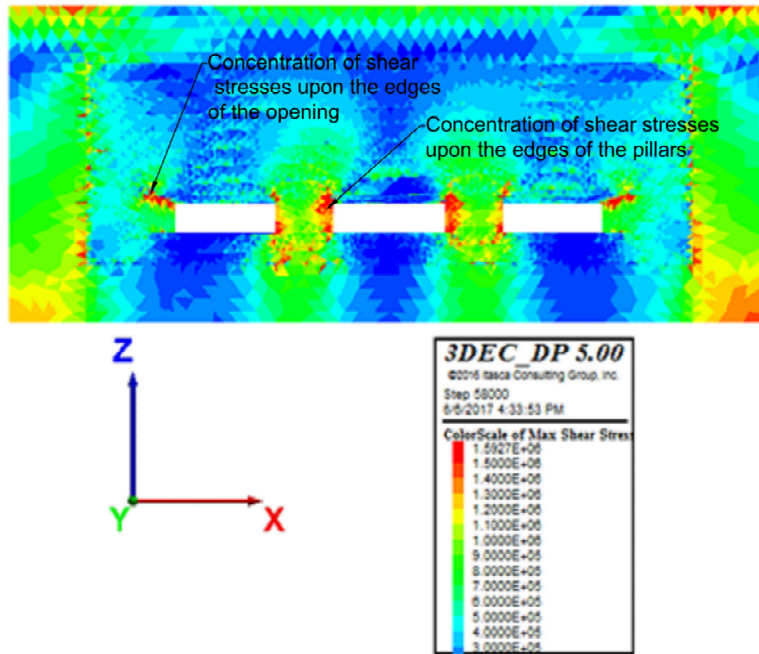 Concentration of shear
stresses upon the edges
of the opening
Concentration of shear stresses
upon the edges of the pillars
Z
Y
X
3DEC_DP 5.00
©2016 Itasca Consulting Group, Inc.
Step 58000
6/6/2017 4:33:53 PM
ColorScale of Max Shear Stress
1.5927E+06
1.5000E+06
1.4000E+06
1.3000E+06
1.2000E+06
1.1000E+06
1.0000E+06
9.0000E+05
8.0000E+05
7.0000E+05
6.0000E+05
5.0000E+05
4.0000E+05
3.0000E+05